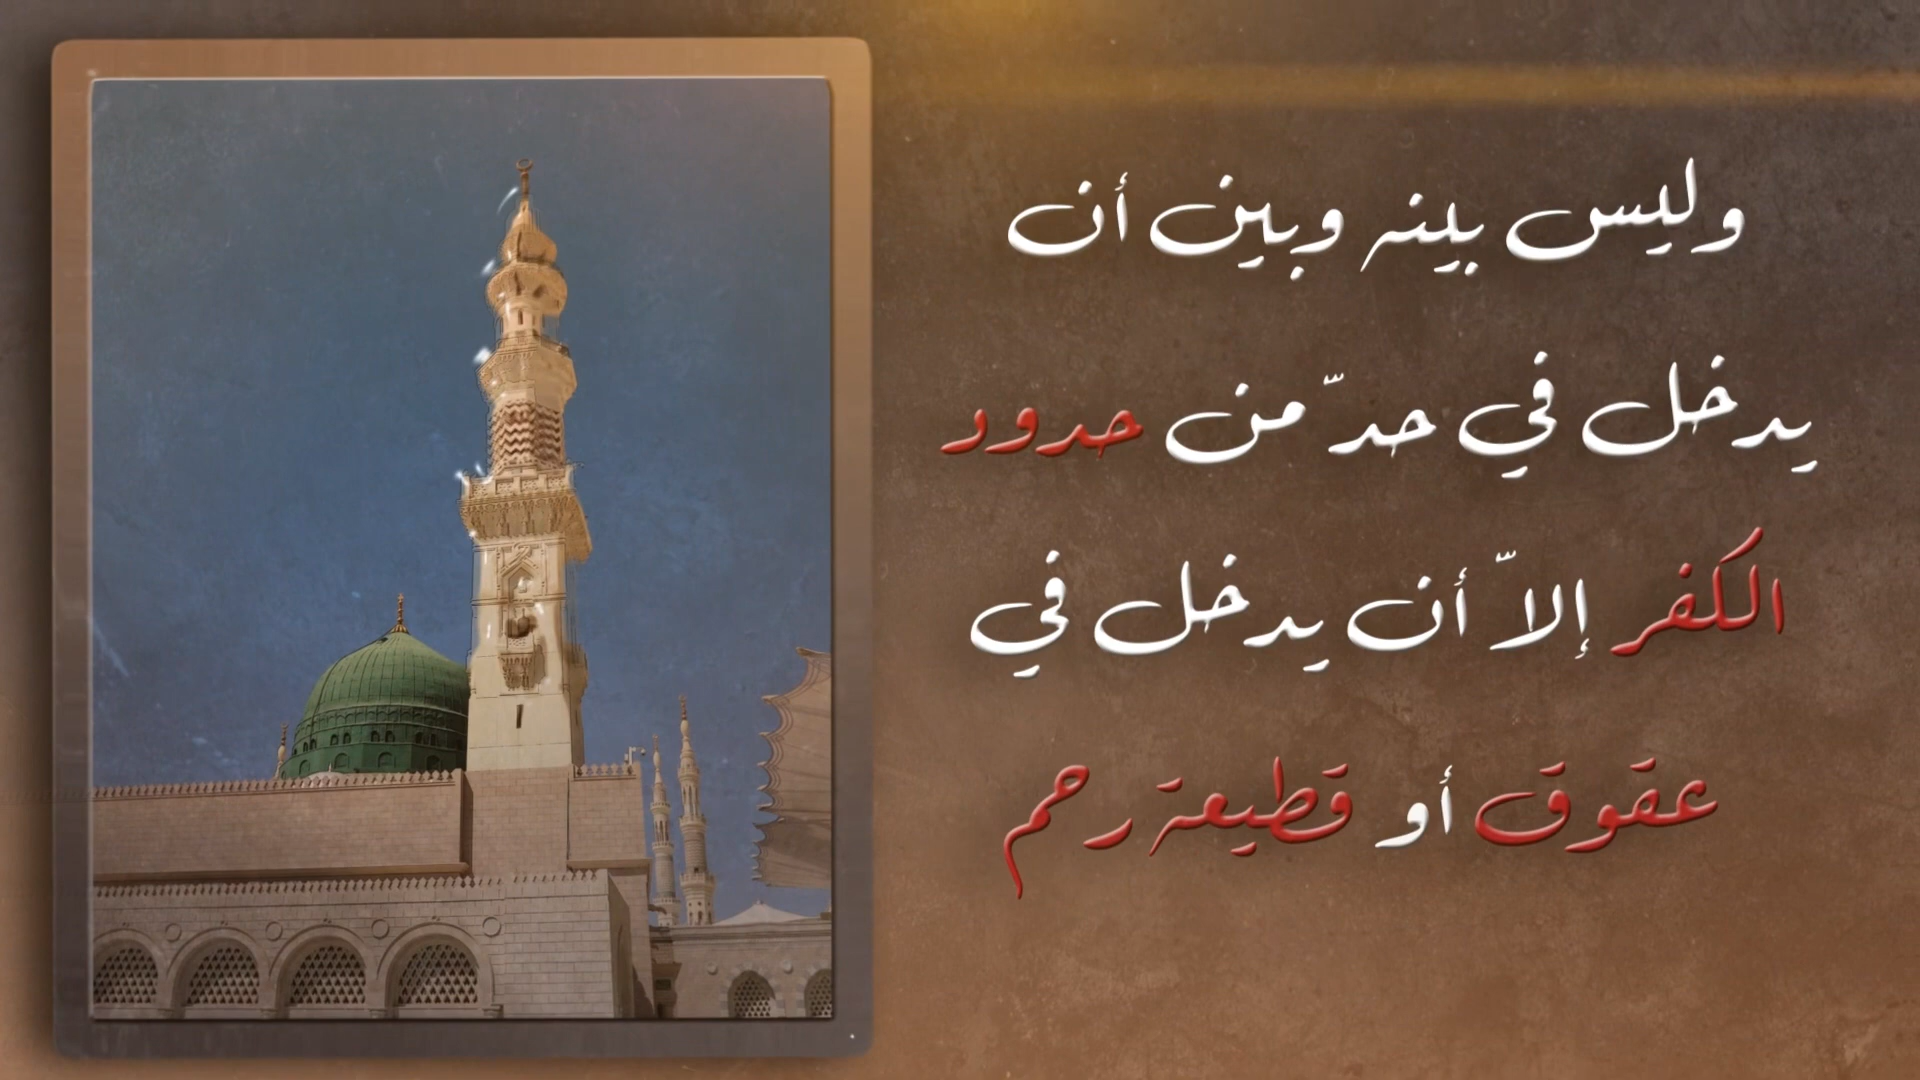 وليس بينه وبين أن
يدخل في حدّ من حدود
الكفر إلاّ أن يدخل في
عقوق أو قطيعة رحم